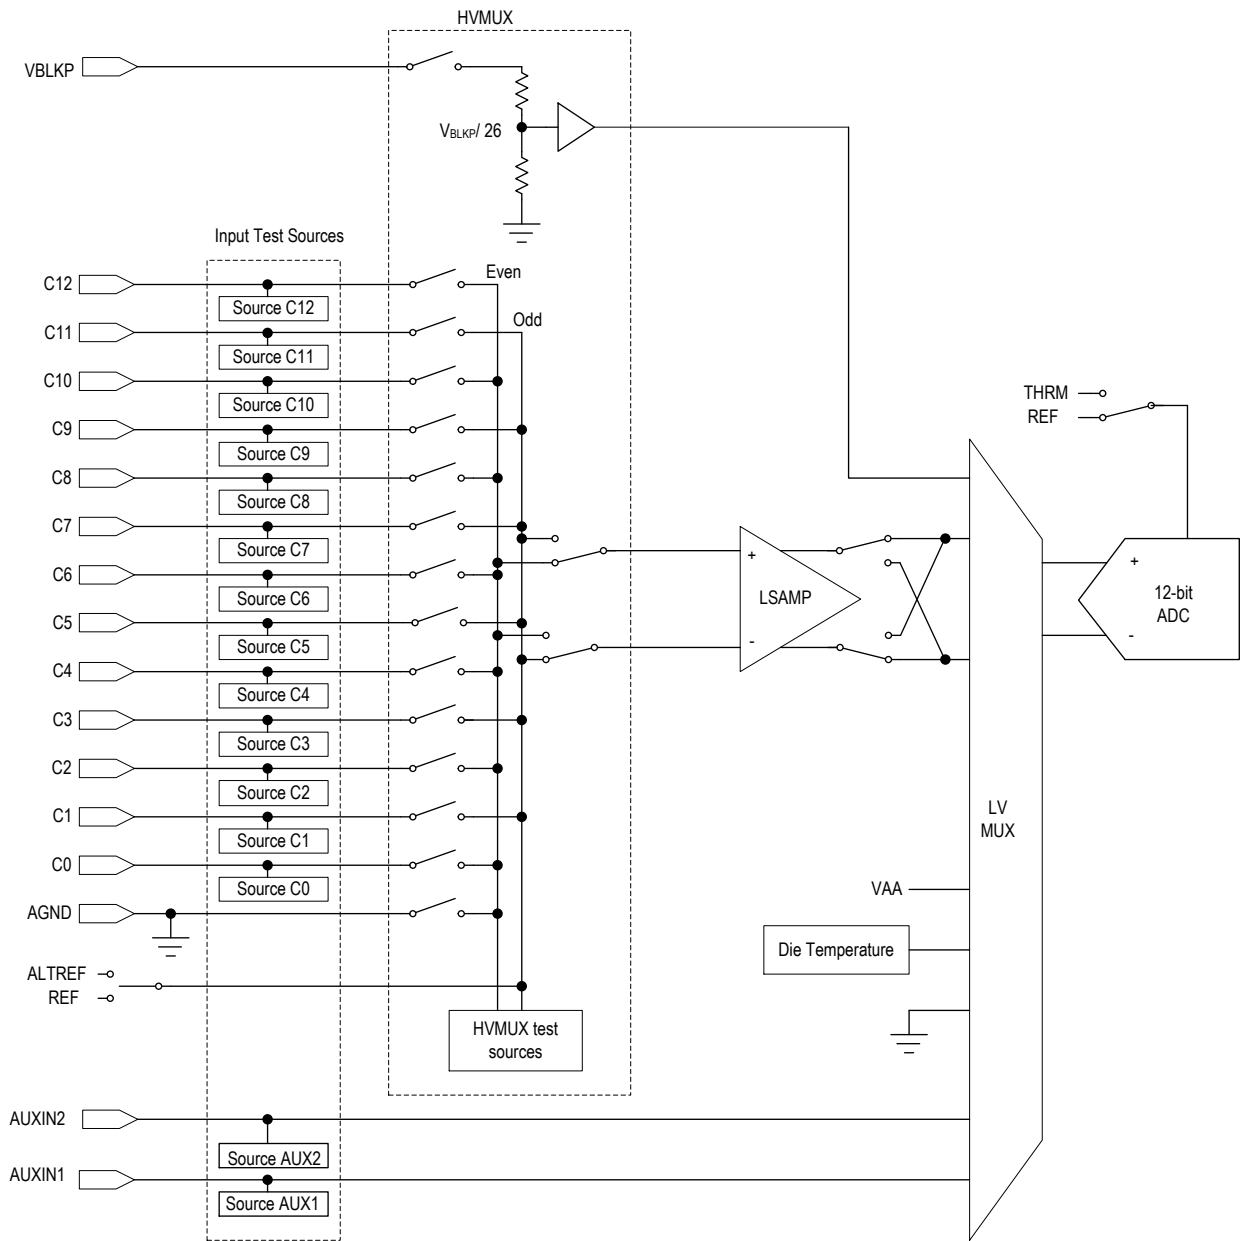 HVMUX
VBLKP
VBLKP/ 26
Input Test Sources
C12
Even
Source C12
Odd
C11
Source C11
C10
Source C10
THRM
REF
C9
Source C9
C8
Source C8
C7
Source C7
C6
Source C6
+
-
LSAMP
+
-
12-bit
ADC
C5
Source C5
C4
Source C4
C3
Source C3
C2
Source C2
C1
Source C1
LV
MUX
C0
Source C0
VAA
AGND
Die Temperature
ALTREF
REF
HVMUX test
sources
AUXIN2
Source AUX2
AUXIN1
Source AUX1